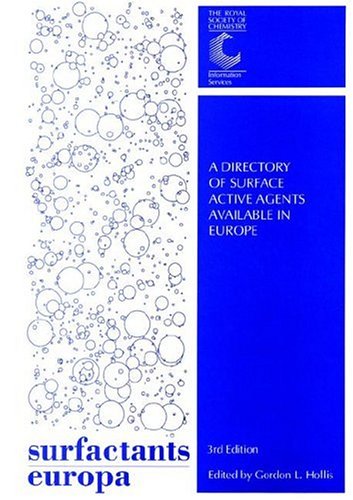 THE ROYAL
SOCIETY OF
CHEMISTRY
Information
Services
A DIRECTORY
OF SURFACE
ACTIVE AGENTS
AVAILABLE IN
EUROPE
surfactants
europa
3rd Edition
Edited by Gordon L. Hollis